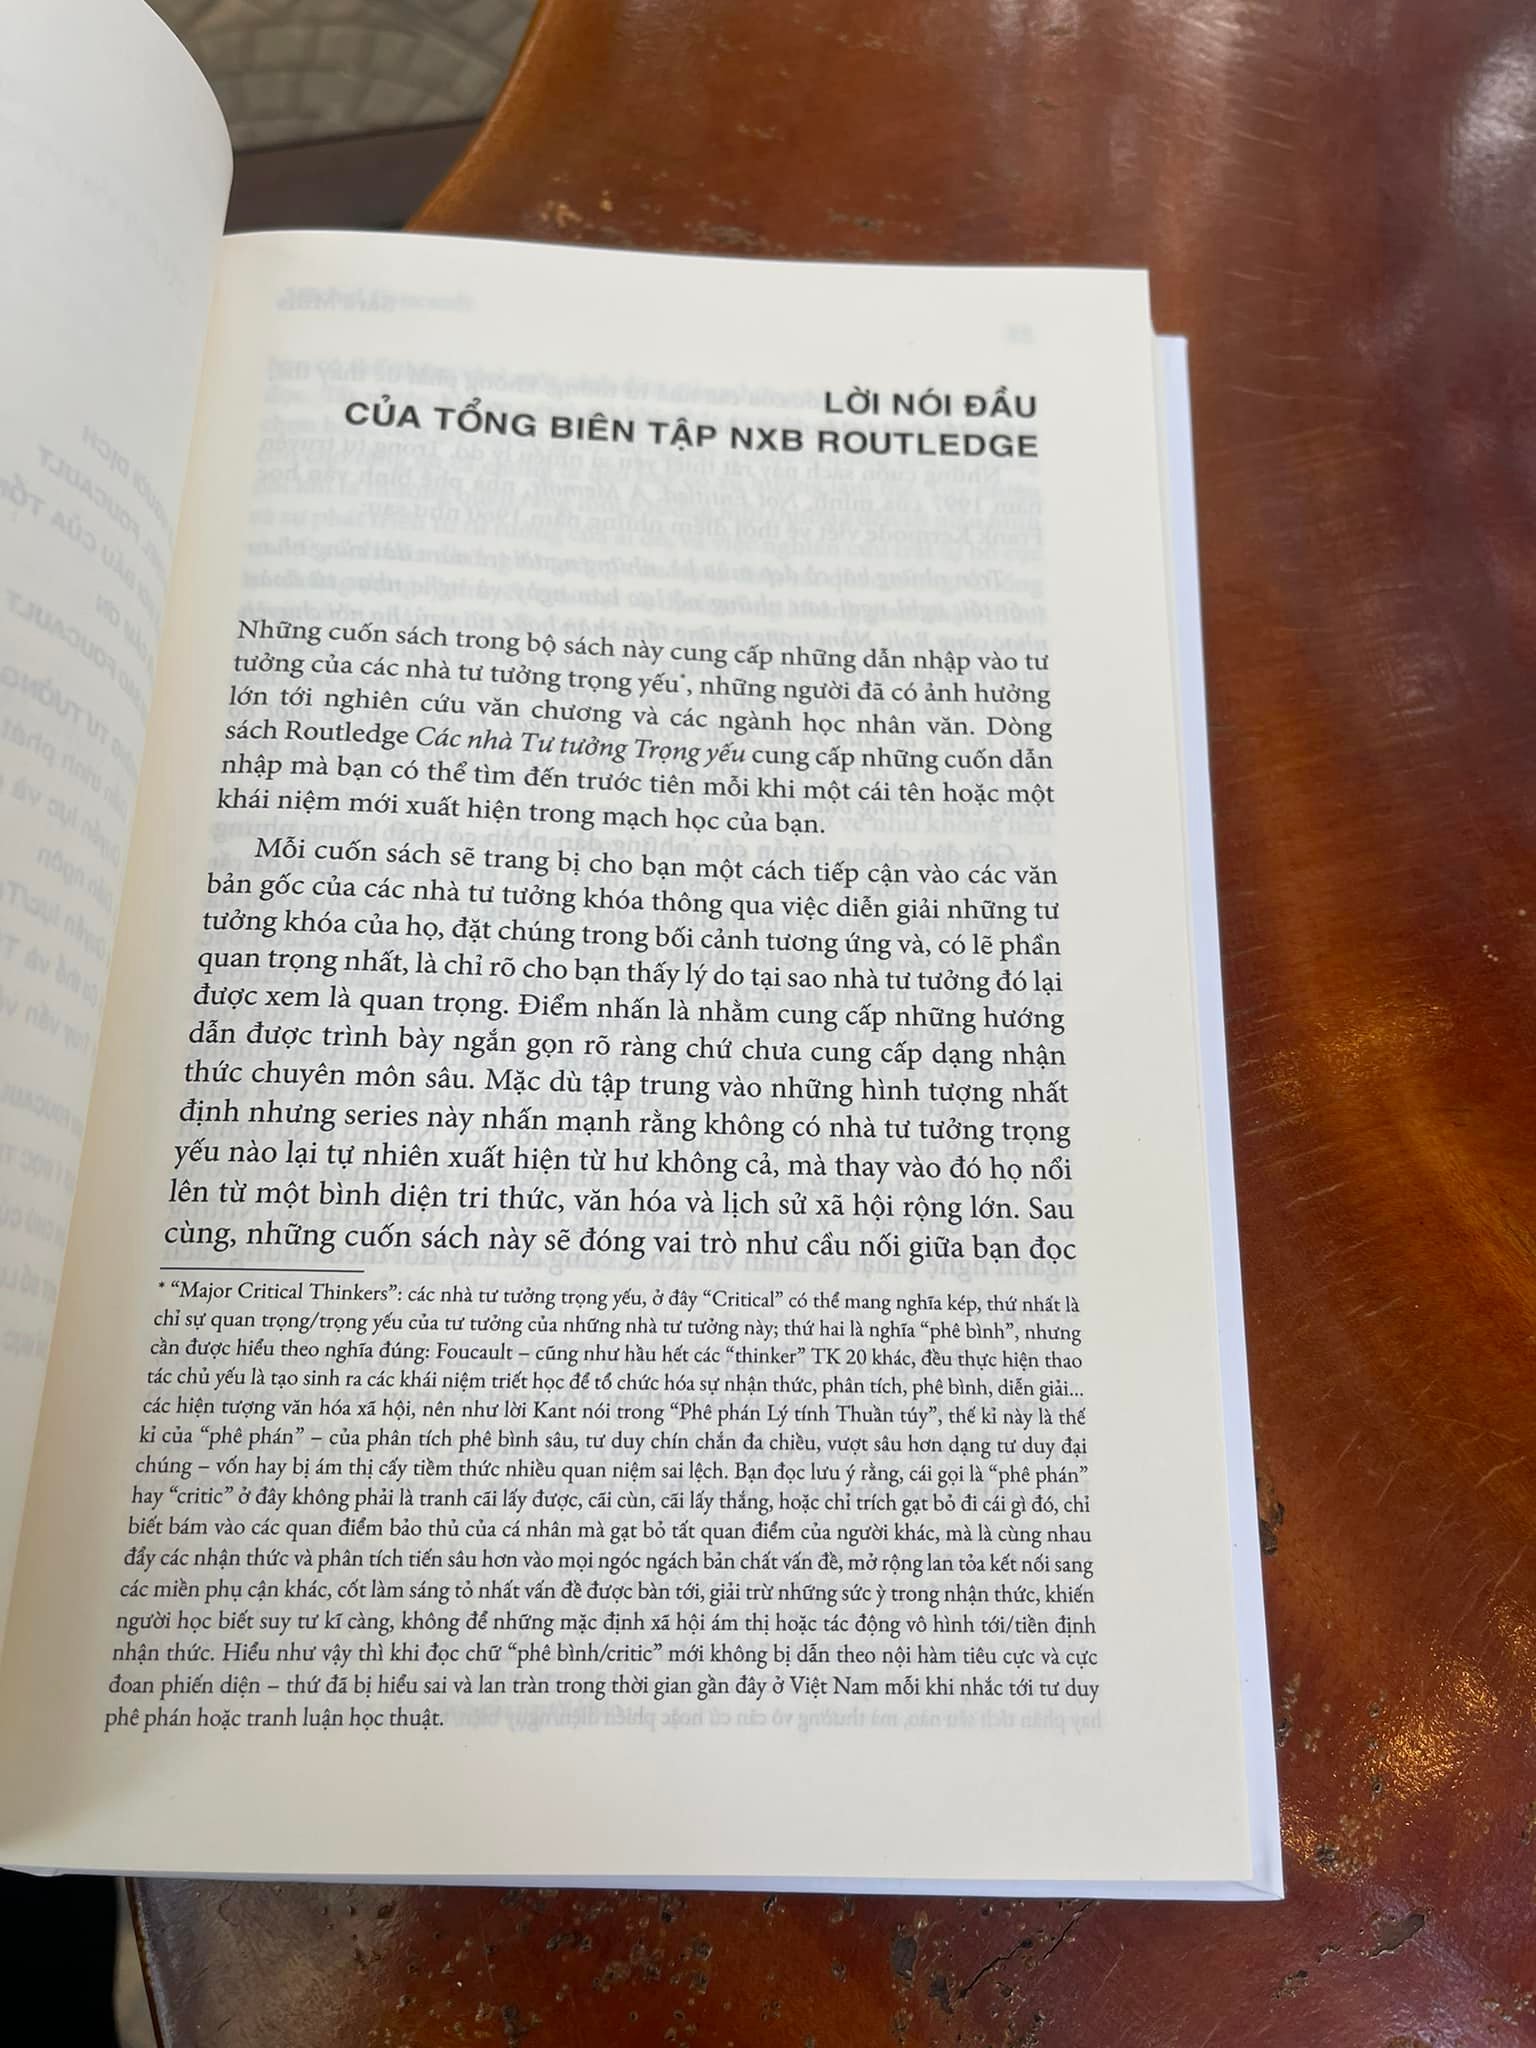 LỜI NÓI ĐẦU
CỦA TỔNG BIÊN TẬP NXB ROUTLEDGE
Những cuốn sách trong bộ sách này cung cấp những dẫn nhập vào tư
tưởng của các nhà tư tưởng trọng yếu*, những người đã có ảnh hưởng
lớn tới nghiên cứu văn chương và các ngành học nhân văn. Dòng
sách Routledge Các nhà Tư tưởng Trọng yếu cung cấp những cuốn dẫn
nhập mà bạn có thể tìm đến trước tiên mỗi khi một cái tên hoặc một
khái niệm mới xuất hiện trong mạch học của bạn.
Mỗi cuốn sách sẽ trang bị cho bạn một cách tiếp cận vào các văn
bản gốc của các nhà tư tưởng khóa thông qua việc diễn giải những tư
tưởng khóa của họ, đặt chúng trong bối cảnh tương ứng và, có lẽ phần
quan trọng nhất, là chỉ rõ cho bạn thấy lý do tại sao nhà tư tưởng đó lại
được xem là quan trọng. Điểm nhấn là nhằm cung cấp những hướng
dẫn được trình bày ngắn gọn rõ ràng chứ chưa cung cấp dạng nhận
thức chuyên môn sâu. Mặc dù tập trung vào những hình tượng nhất
định nhưng series này nhấn mạnh rằng không có nhà tư tưởng trọng
yếu nào lại tự nhiên xuất hiện từ hư không cả, mà thay vào đó họ nổi
lên từ một bình diện tri thức, văn hóa và lịch sử xã hội rộng lớn. Sau
cùng, những cuốn sách này sẽ đóng vai trò như cầu nối giữa bạn đọc
* “Major Critical Thinkers”: các nhà tư tưởng trọng yếu, ở đây “Critical” có thể mang nghĩa kép, thứ nhất là
chỉ sự quan trọng/trọng yếu của tư tưởng của những nhà tư tưởng này; thứ hai là nghĩa “phê bình”, nhưng
cần được hiểu theo nghĩa đúng: Foucault – cũng như hầu hết các “thinker” TK 20 khác, đều thực hiện thao
tác chủ yếu là tạo sinh ra các khái niệm triết học để tổ chức hóa sự nhận thức, phân tích, phê bình, diễn giải...
các hiện tượng văn hóa xã hội, nên như lời Kant nói trong “Phê phán Lý tính Thuần túy”, thế kỉ này là thế
kỉ của “phê phán” – của phân tích phê bình sâu, tư duy chín chắn đa chiều, vượt sâu hơn dạng tư duy đại
chúng – vốn hay bị ám thị cấy tiềm thức nhiều quan niệm sai lệch. Bạn đọc lưu ý rằng, cái gọi là “phê phán”
hay “critic” ở đây không phải là tranh cãi lấy được, cãi cùn, cãi lấy thắng, hoặc chỉ trích gạt bỏ đi cái gì đó, chỉ
biết bám vào các quan điểm bảo thủ của cá nhân mà gạt bỏ tất quan điểm của người khác, mà là cùng nhau
đẩy các nhận thức và phân tích tiến sâu hơn vào mọi ngóc ngách bản chất vấn đề, mở rộng lan tỏa kết nối sang
các miền phụ cận khác, cốt làm sáng tỏ nhất vấn đề được bàn tới, giải trừ những sức ỳ trong nhận thức, khiến
người học biết suy tư kĩ càng, không để những mặc định xã hội ám thị hoặc tác động vô hình tới/tiền định
nhận thức. Hiểu như vậy thì khi đọc chữ “phê bình/critic” mới không bị dẫn theo nội hàm tiêu cực và cực
đoan phiến diện – thứ đã bị hiểu sai và lan tràn trong thời gian gần đây ở Việt Nam mỗi khi nhắc tới tư duy
phê phán hoặc tranh luận học thuật.